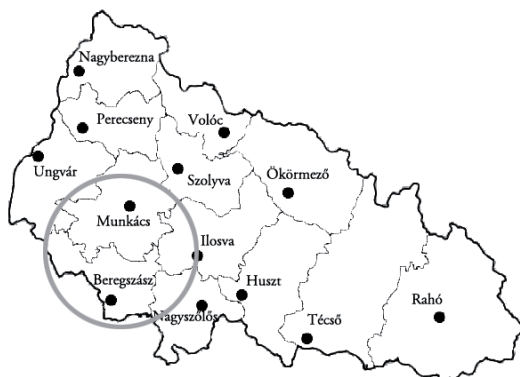 Nagyberezna
Perecseny
Volóc
Ungvár
Szolyva
Ökörmező
Munkács
Ilosva
Beregszász
Huszt
Nagyszőlős
Técső
Rahó